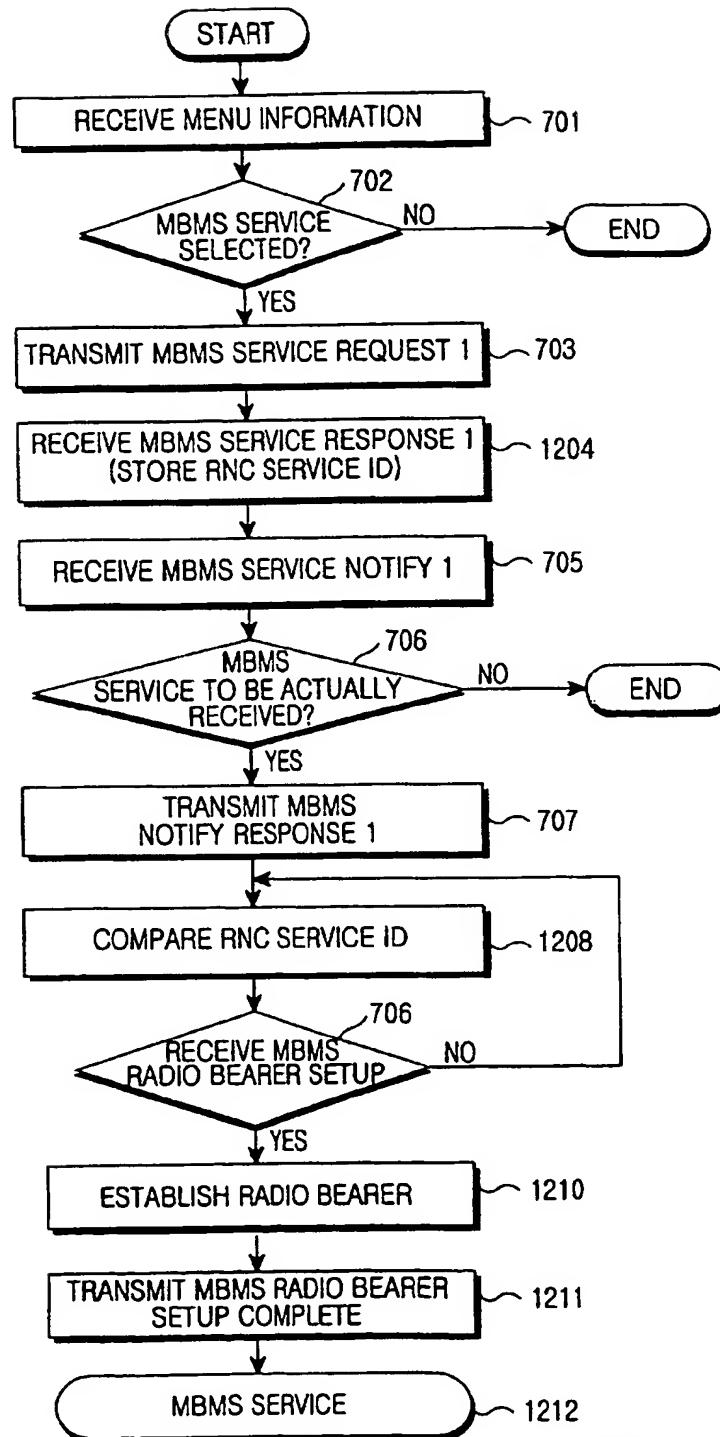 START
RECEIVE MENU INFORMATION
701
702
MBMS SERVICE
SELECTED?
NO
END
YES
TRANSMIT MBMS SERVICE REQUEST 1
703
RECEIVE MBMS SERVICE RESPONSE 1
(STORE RNC SERVICE ID)
1204
RECEIVE MBMS SERVICE NOTIFY 1
705
706
MBMS
SERVICE TO BE ACTUALLY
RECEIVED?
NO
END
YES
TRANSMIT MBMS
NOTIFY RESPONSE 1
707
COMPARE RNC SERVICE ID
1208
706
RECEIVE MBMS
RADIO BEARER SETUP
NO
YES
ESTABLISH RADIO BEARER
1210
TRANSMIT MBMS RADIO BEARER
SETUP COMPLETE
1211
MBMS SERVICE
1212